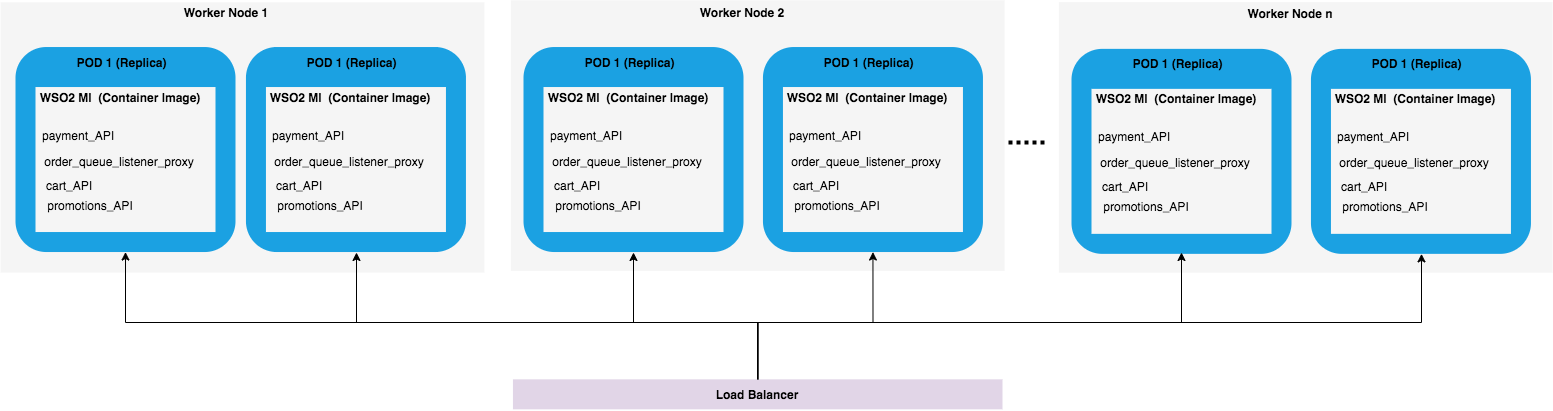 Worker Node 1
POD 1 (Replica)
WSO2 MI (Container Image)
payment_API
order_queue_listener_proxy
cart_API
promotions_API
POD 1 (Replica)
WSO2 MI (Container Image)
payment_API
order_queue_listener_proxy
cart_API
promotions_API
Worker Node 2
POD 1 (Replica)
WSO2 MI (Container Image)
payment_API
order_queue_listener_proxy
cart_API
promotions_API
POD 1 (Replica)
WSO2 MI (Container Image)
payment_API
order_queue_listener_proxy
cart_API
promotions_API
Worker Node n
POD 1 (Replica)
WSO2 MI (Container Image)
payment_API
order_queue_listener_proxy
cart_API
promotions_API
POD 1 (Replica)
WSO2 MI (Container Image)
payment_API
order_queue_listener_proxy
cart_API
promotions_API
Load Balancer